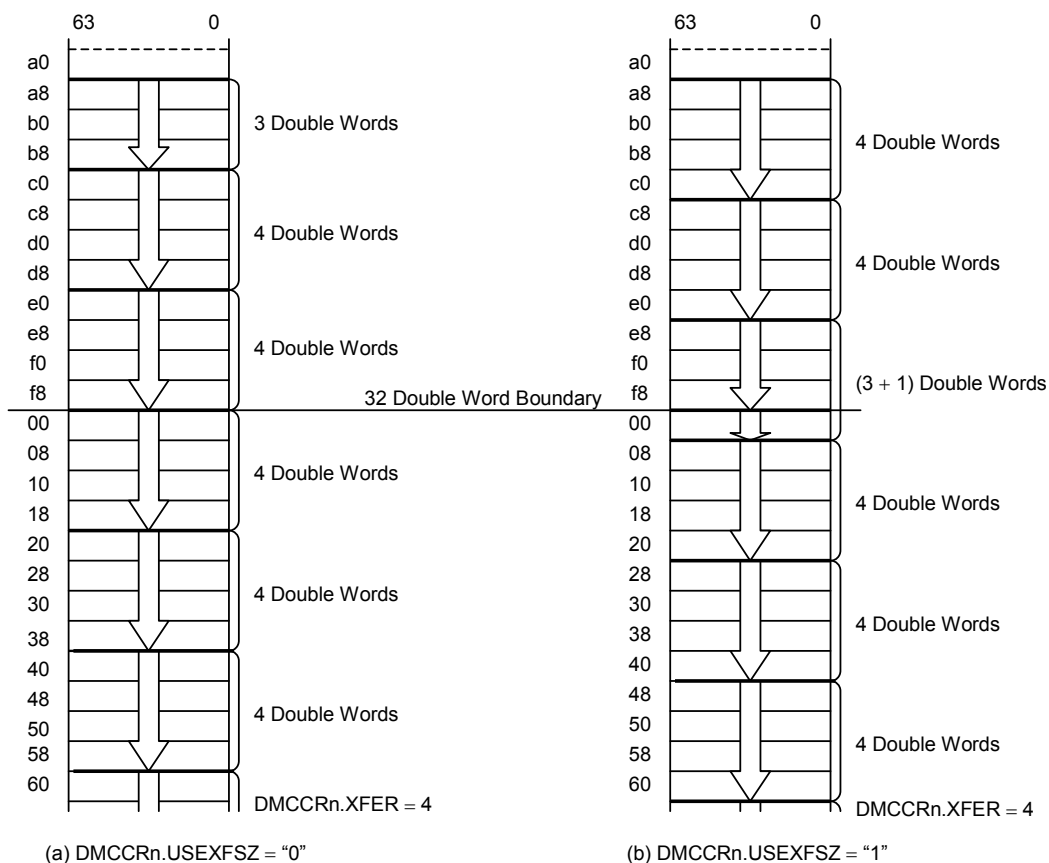 63 0
a0
a8
b0
b8
3 Double Words
c0
c8
d0
d8
4 Double Words
e0
e8
f0
f8
4 Double Words
32 Double Word Boundary
00
08
10
18
4 Double Words
20
28
30
38
4 Double Words
40
48
50
58
4 Double Words
60
DMCCRn.XFER = 4
(a) DMCCRn.USEXFSZ = “0”
63 0
a0
a8
b0
b8
c0
4 Double Words
c8
d0
d8
e0
4 Double Words
e8
f0
f8
(3 + 1) Double Words
00
08
10
18
20
4 Double Words
28
30
38
40
4 Double Words
48
50
58
60
4 Double Words
DMCCRn.XFER = 4
(b) DMCCRn.USEXFSZ = “1”